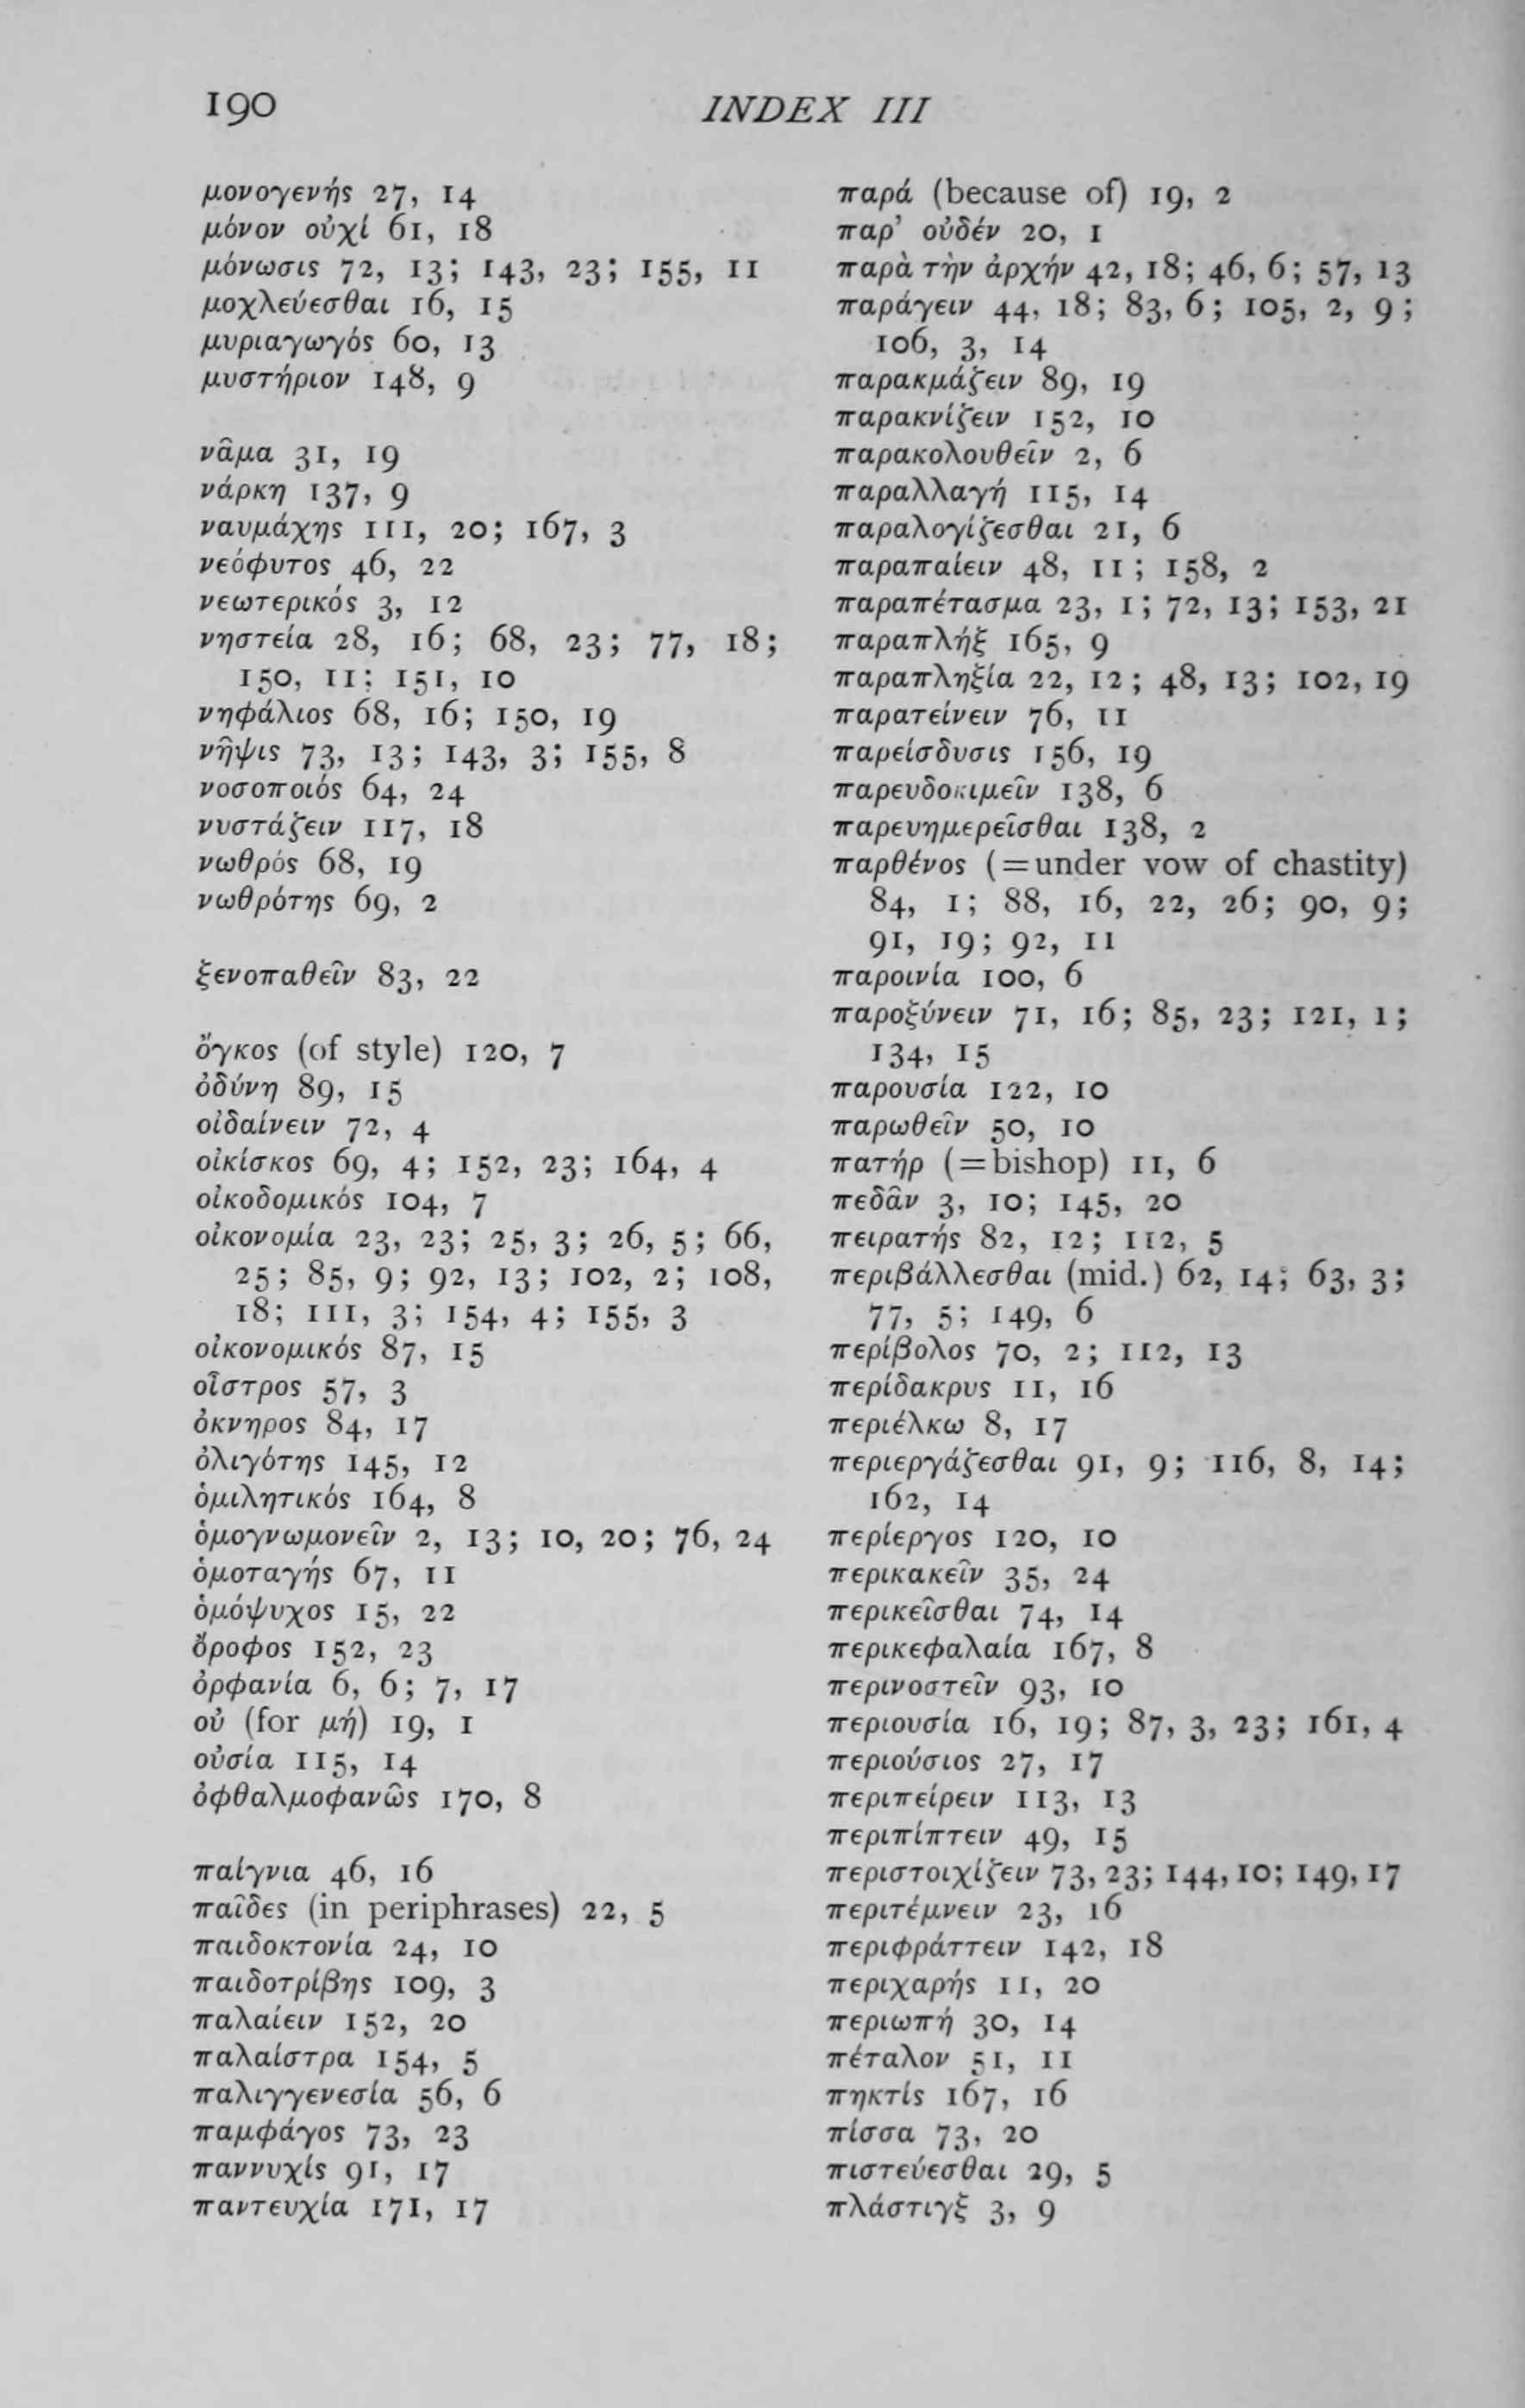 190
INDEX III
μονογενής 27, 14
μόνον οὐχί 61, 18
μόνωσις 72, 13; 143, 23; 155, 11
μοχλεύεσθαι 16, 15
μυριαγωγός 60, 13
μυστήριον 148, 9
νᾶμα 31, 19
νάρκη 137, 9
ναυμάχης 111, 20; 167, 3
νεόφυτος 46, 22
νεωτερικός 3, 12
νηστεία 28, 16; 68, 23; 77, 18;
150, 11; 151, 10
νηφάλιος 68, 16; 150, 19
νῆψις 73, 13; 143, 3; 155, 8
νοσοποιός 64, 24
νυστάζειν 117, 18
νωθρός 68, 19
νωθρότης 69, 2
ξενοπαθεῖν 83, 22
ὄγκος (of style) 120, 7
ὀδύνη 89, 15
οἰδαίνειν 72, 4
οἰκίσκος 69, 4; 152, 23; 164, 4
οἰκοδομικός 104, 7
οἰκονομία 23, 23; 25, 3; 26, 5; 66,
25; 85, 9; 92, 13; 102, 2; 108,
18; 111, 3; 154, 4; 155, 3
οἰκονομικός 87, 15
οἶστρος 57, 3
ὀκνηρος 84, 17
ὀλιγότης 145, 12
ὁμιλητικός 164, 8
ὁμογνωμονεῖν 2, 13; 10, 20; 76, 24
ὁμοταγής 67, 11
ὁμόψυχος 15, 22
ὄροφος 152, 23
ὀρφανία 6, 6; 7, 17
οὐ (for μή) 19, 1
οὐσία 115, 14
ὀφθαλμοφανῶς 170, 8
παίγνια 46, 16
παῖδες (in periphrases) 22, 5
παιδοκτονία 24, 10
παιδοτρίβης 109, 3
παλαίειν 152, 20
παλαίστρα 154, 5
παλιγγενεσία 56, 6
παμφάγος 73, 23
παννυχίς 91, 17
παντευχία 171, 17
παρά (because of) 19, 2
παρ’ οὐδέν 20, 1
παρὰ τὴν ἀρχήν 42, 18; 46, 6; 57, 13
παράγειν 44, 18; 83, 6; 105, 2, 9;
106, 3, 14
παρακμάζειν 89, 19
παρακνίζειν 152, 10
παρακολουθεῖν 2, 6
παραλλαγή 115, 14
παραλογίζεσθαι 21, 6
παραπαίειν 48, 11; 158, 2
παραπέτασμα 23, 1; 72, 13; 153, 21
παραπλήξ 165, 9
παραπληξία 22, 12; 48, 13; 102, 19
παρατείνειν 76, 11
παρείσδυσις 156, 19
παρευδοκιμεῖν 138, 6
παρευημερεῖσθαι 138, 2
παρθένος (=under vow of chastity)
84, 1; 88, 16, 22, 26; 90, 9;
91, 19; 92, 11
παροινία 100, 6
παροξύνειν 71, 16; 85, 23; 121, 1;
134, 15
παρουσία 122, 10
παρωθεῖν 50, 10
πατήρ (=bishop) 11, 6
πεδᾶν 3, 10; 145, 20
πειρατής 82, 12; 112, 5
περιβάλλεσθαι (mid.) 62, 14; 63, 3;
77, 5; 149, 6
περίβολος 70, 2; 112, 13
περίδακρυς 11, 16
περιέλκω 8, 17
περιεργάζεσθαι 91, 9; 116, 8, 14;
162, 14
περίεργος 120, 10
περικακεῖν 35, 24
περικεῖσθαι 74, 14
περικεφαλαία 167, 8
περινοστεῖν 93, 10
περιουσία 16, 19; 87, 3, 23; 161, 4
περιούσιος 27, 17
περιπείρειν 113, 13
περιπίπτειν 49, 15
περιστοιχίζειν 73, 23; 144, 10; 149, 17
περιτέμνειν 23, 16
περιφράττειν 142, 18
περιχαρής 11, 20
περιωπή 30, 14
πέταλον 51, 11
πηκτίς 167, 16
πίσσα 73, 20
πιστεύεσθαι 29, 5
πλάστιγξ 3, 9